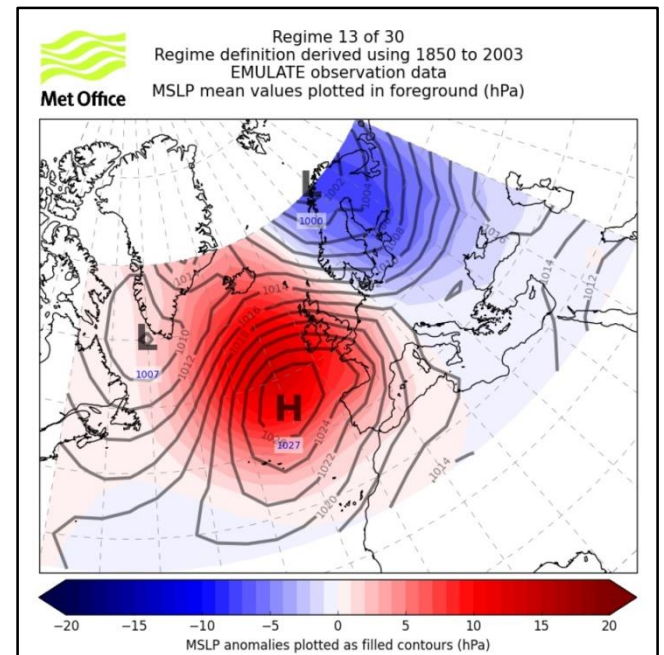 Met Office
Regime 13 of 30
Regime definition derived using 1850 to 2003
EMULATE observation data
MSLP mean values plotted in foreground (hPa)
L
1002
1004
1000
1008
1016
1014
1012
1014
1016
1010
L
1007
1012
H
1027
1024
1022
1020
1014
−20 −15 −10 −5 0 5 10 15 20
MSLP anomalies plotted as filled contours (hPa)